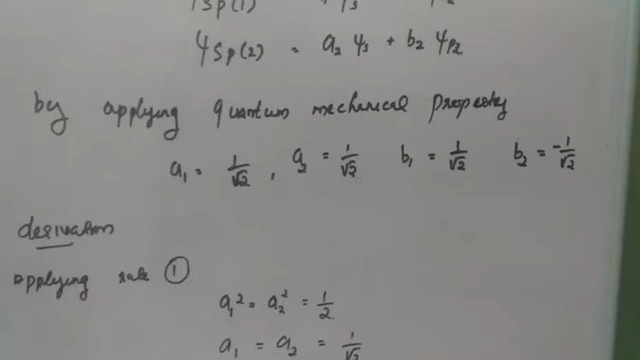 ψsp(2) = a₂ ψs + b₂ ψp₂
by applying quantum mechanical property
a₁ = 1/√2 , a₂ = 1/√2 b₁ = 1/√2 b₂ = -1/√2
derivation
applying rule ①
a₁² = a₂² = 1/2
a₁ = a₂ = 1/√2